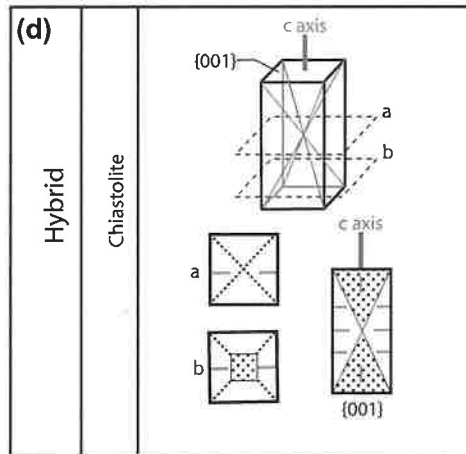 (d)
Hybrid
Chiastolite
c axis
{001}
a
b
c axis
a
b
{001}